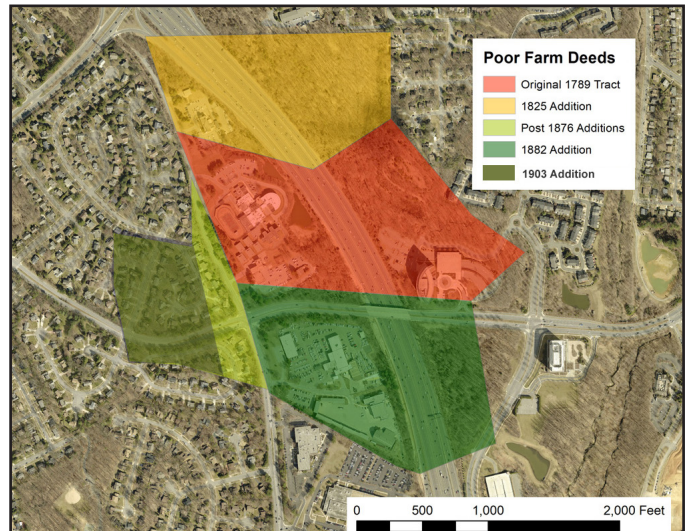 Poor Farm Deeds
Original 1789 Tract
1825 Addition
Post 1876 Additions
1882 Addition
1903 Addition
0 500 1,000 2,000 Feet